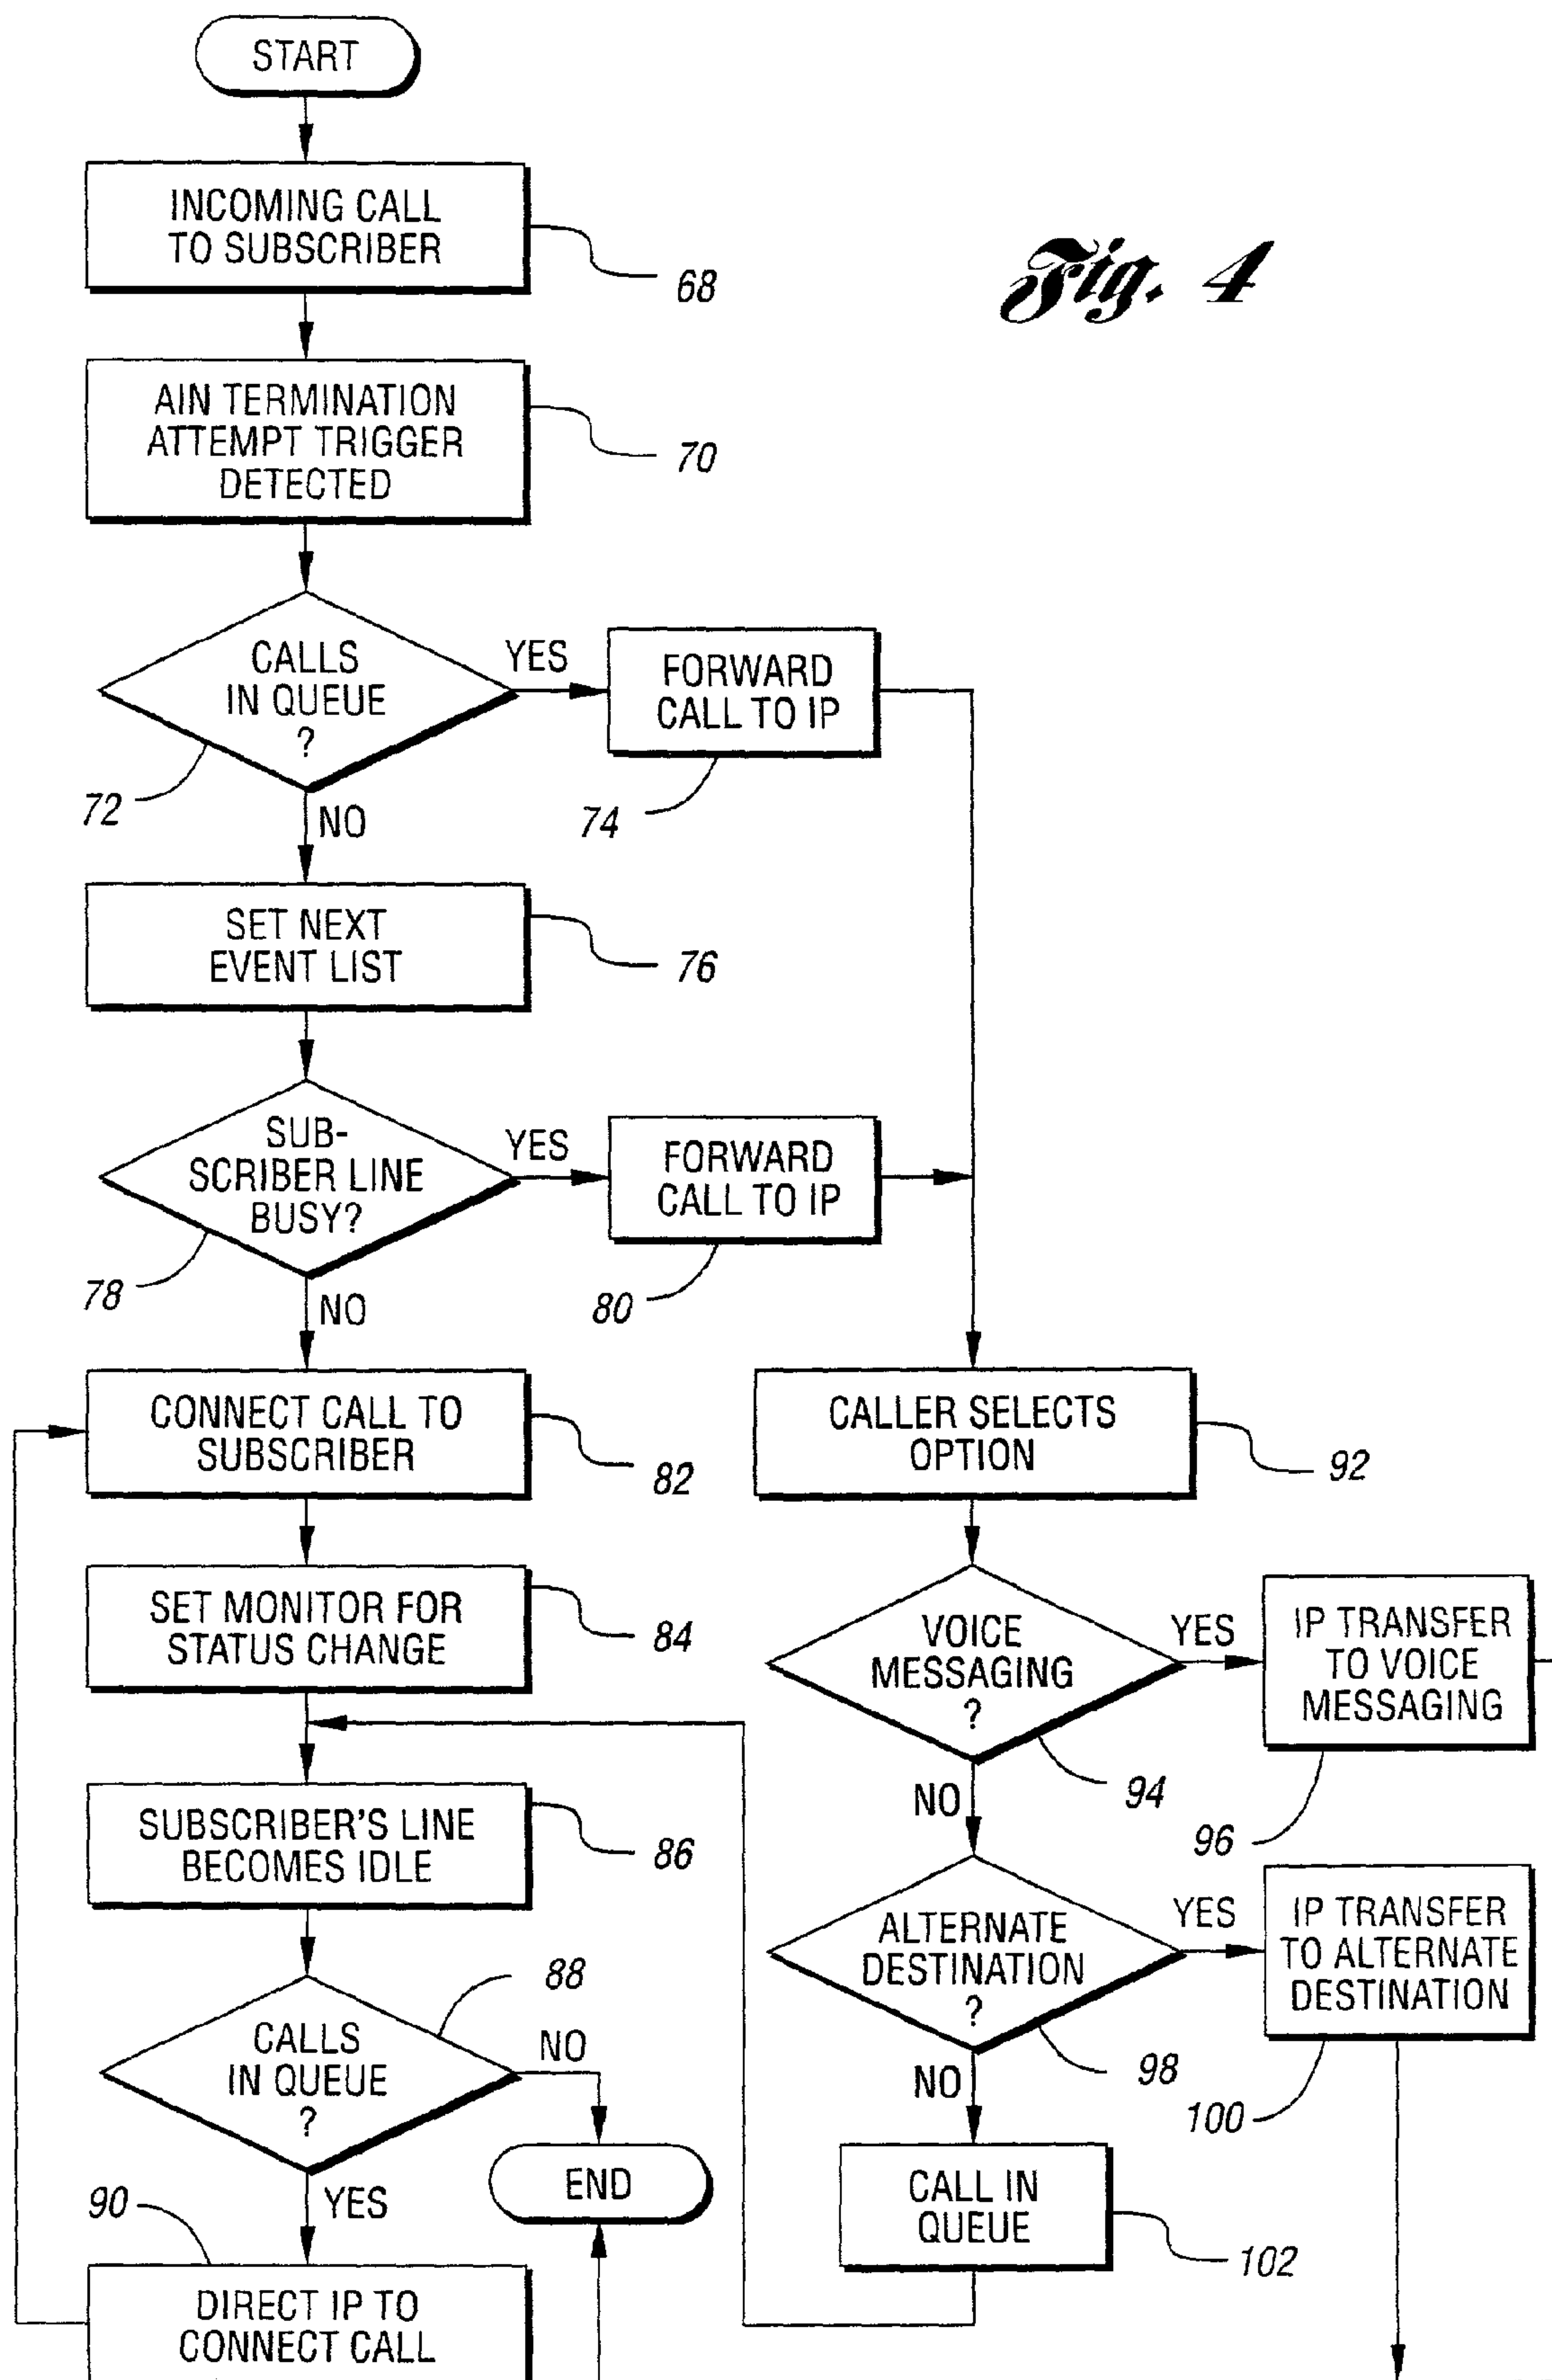 START
INCOMING CALL
TO SUBSCRIBER
68
Fig. 4
AIN TERMINATION
ATTEMPT TRIGGER
DETECTED
70
CALLS
IN QUEUE
?
72
YES
FORWARD
CALL TO IP
74
NO
SET NEXT
EVENT LIST
76
SUB-
SCRIBER LINE
BUSY?
78
YES
FORWARD
CALL TO IP
80
NO
CONNECT CALL TO
SUBSCRIBER
82
CALLER SELECTS
OPTION
92
SET MONITOR FOR
STATUS CHANGE
84
VOICE
MESSAGING
?
94
YES
IP TRANSFER
TO VOICE
MESSAGING
96
NO
SUBSCRIBER'S LINE
BECOMES IDLE
86
ALTERNATE
DESTINATION
?
98
YES
IP TRANSFER
TO ALTERNATE
DESTINATION
100
NO
CALLS
IN QUEUE
?
88
NO
END
YES
CALL IN
QUEUE
102
90
DIRECT IP TO
CONNECT CALL